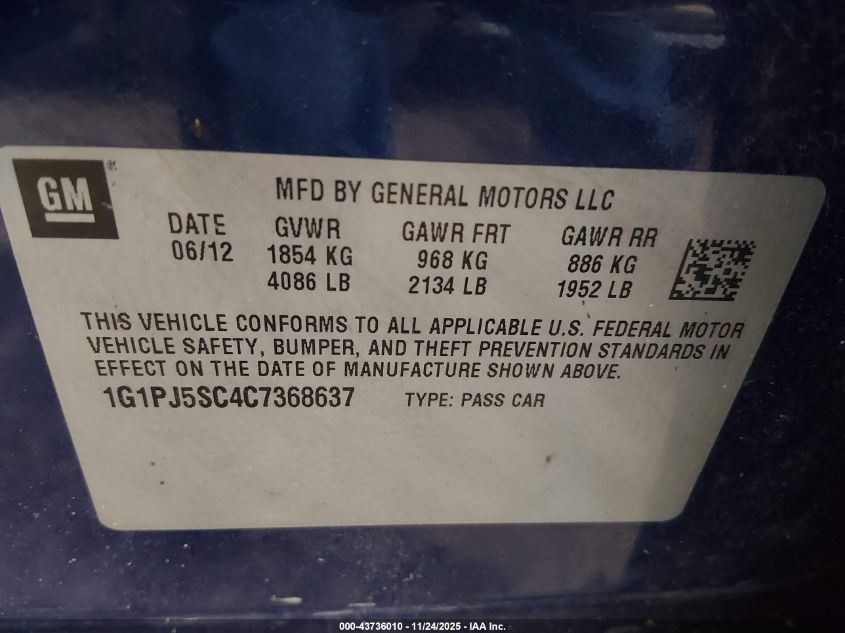 GM ®
MFD BY GENERAL MOTORS LLC
DATE GVWR GAWR FRT GAWR RR
06/12 1854 KG 968 KG 886 KG
4086 LB 2134 LB 1952 LB
THIS VEHICLE CONFORMS TO ALL APPLICABLE U.S. FEDERAL MOTOR
VEHICLE SAFETY, BUMPER, AND THEFT PREVENTION STANDARDS IN
EFFECT ON THE DATE OF MANUFACTURE SHOWN ABOVE.
1G1PJ5SC4C7368637 TYPE: PASS CAR
000-43736010 - 11/24/2025 - IAA Inc.